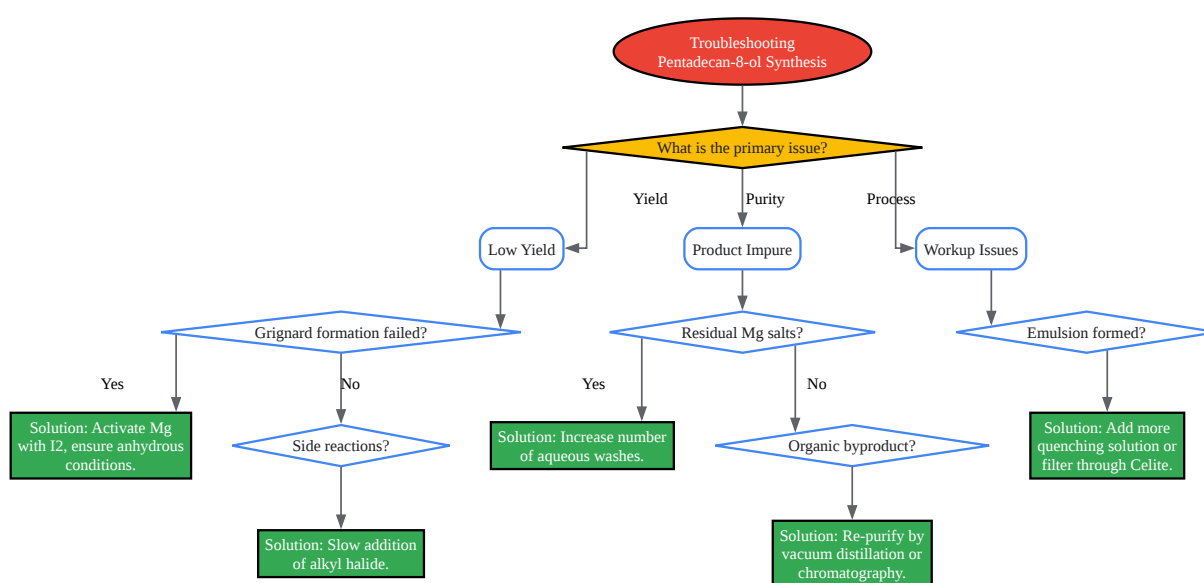 Troubleshooting
Pentadecan-8-ol Synthesis
What is the primary issue?
Yield
Purity
Process
Low Yield
Product Impure
Workup Issues
Grignard formation failed?
Residual Mg salts?
Emulsion formed?
Yes
No
Yes
No
Solution: Activate Mg
with I2, ensure anhydrous
conditions.
Side reactions?
Solution: Increase number
of aqueous washes.
Organic byproduct?
Solution: Add more
quenching solution or
filter through Celite.
Solution: Slow addition
of alkyl halide.
Solution: Re-purify by
vacuum distillation or
chromatography.